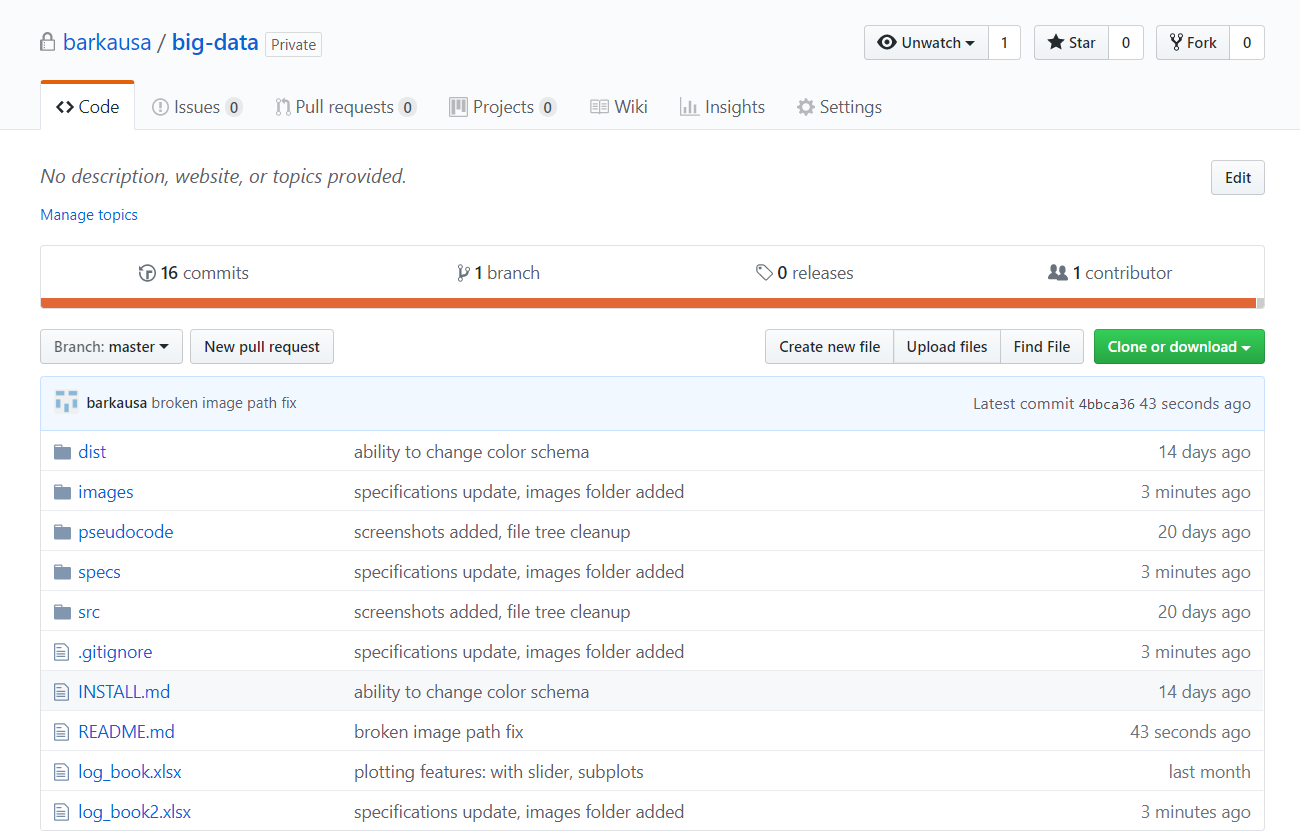 barkausa / big-data Private Unwatch 1 Star 0 Fork 0
Code Issues 0 Pull requests 0 Projects 0 Wiki Insights Settings
No description, website, or topics provided. Edit
Manage topics
16 commits 1 branch 0 releases 1 contributor
Branch: master New pull request Create new file Upload files Find File Clone or download
barkausa broken image path fix Latest commit 4bbca36 43 seconds ago
dist ability to change color schema 14 days ago
images specifications update, images folder added 3 minutes ago
pseudocode screenshots added, file tree cleanup 20 days ago
specs specifications update, images folder added 3 minutes ago
src screenshots added, file tree cleanup 20 days ago
.gitignore specifications update, images folder added 3 minutes ago
INSTALL.md ability to change color schema 14 days ago
README.md broken image path fix 43 seconds ago
log_book.xlsx plotting features: with slider, subplots last month
log_book2.xlsx specifications update, images folder added 3 minutes ago